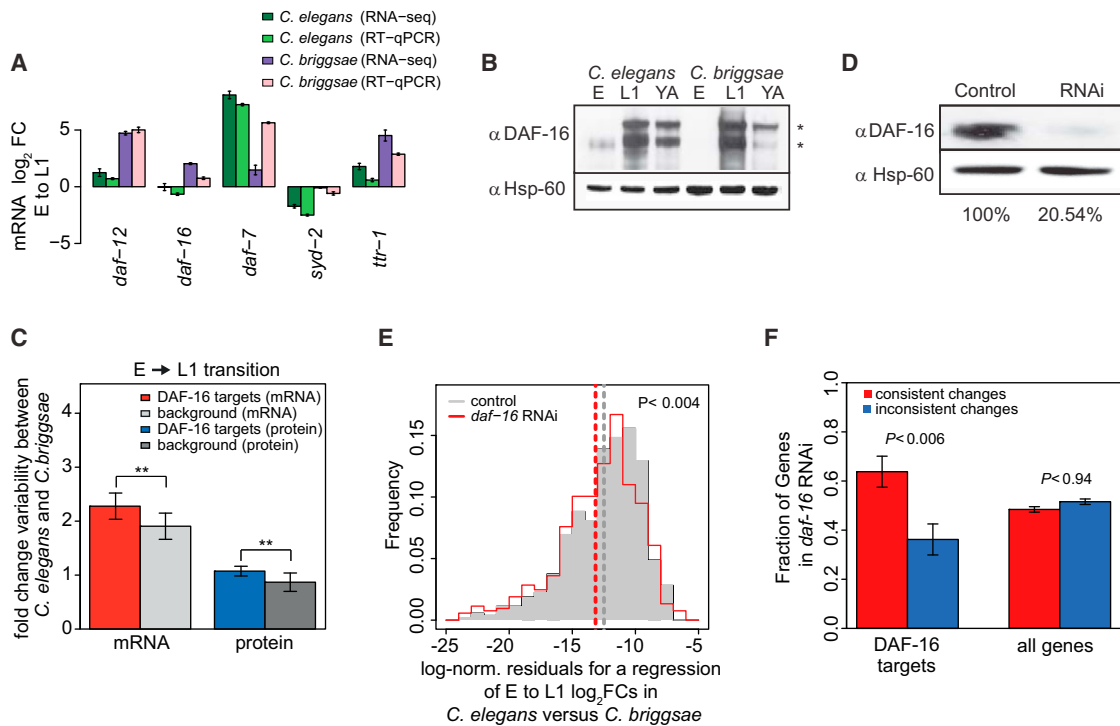 A
C. elegans (RNA−seq)
C. elegans (RT−qPCR)
C. briggsae (RNA−seq)
C. briggsae (RT−qPCR)
mRNA log2 FC
E to L1
5
0
−5
daf-12
daf-16
daf-7
syd-2
ttr-1
B
C. elegans C. briggsae
E L1 YA E L1 YA
αDAF-16
*
*
α Hsp-60
D
Control RNAi
αDAF-16
α Hsp-60
100% 20.54%
C
E → L1 transition
fold change variability between
C. elegans and C.briggsae
4
3
2
1
0
DAF-16 targets (mRNA)
background (mRNA)
DAF-16 targets (protein)
background (protein)
**
**
mRNA protein
E
control
daf−16 RNAi
P< 0.004
Frequency
0.15
0.10
0.05
0.00
−25 −20 −15 −10 −5
log-norm. residuals for a regression
of E to L1 log2FCs in
C. elegans versus C. briggsae
F
Fraction of Genes
in daf-16 RNAi
1.0
0.8
0.6
0.4
0.2
0.0
consistent changes
inconsistent changes
P<0.006
P<0.94
DAF-16
targets
all genes